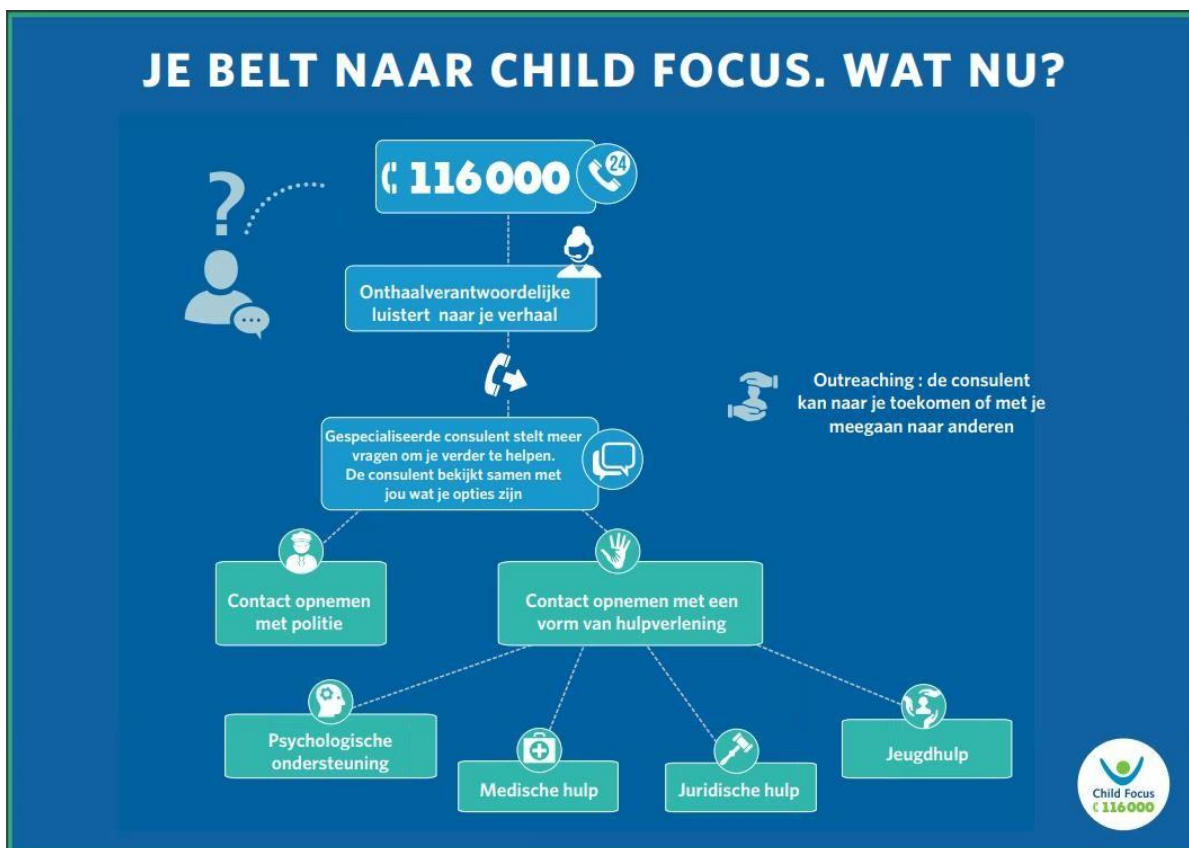 JE BELT NAAR CHILD FOCUS. WAT NU?
116000
24
?
Onthaalverantwoordelijke
luistert naar je verhaal
Outreaching : de consulent
kan naar je toekomen of met je
meegaan naar anderen
Gespecialiseerde consulent stelt meer
vragen om je verder te helpen.
De consulent bekijkt samen met
jou wat je opties zijn
Contact opnemen
met politie
Contact opnemen met een
vorm van hulpverlening
Psychologische
ondersteuning
Medische hulp
Juridische hulp
Jeugdhulp
Child Focus
116000